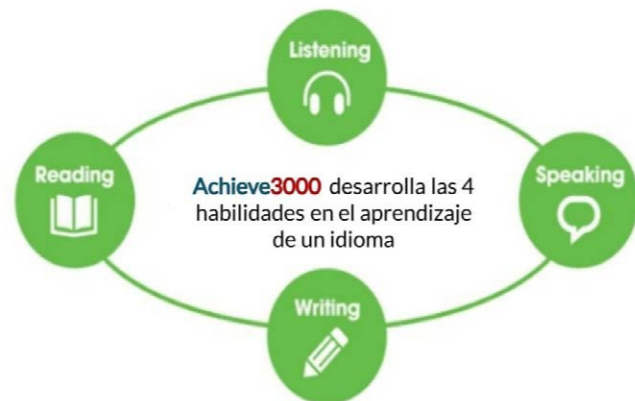 Listening
Reading
Speaking
Achieve3000 desarrolla las 4
habilidades en el aprendizaje
de un idioma
Writing